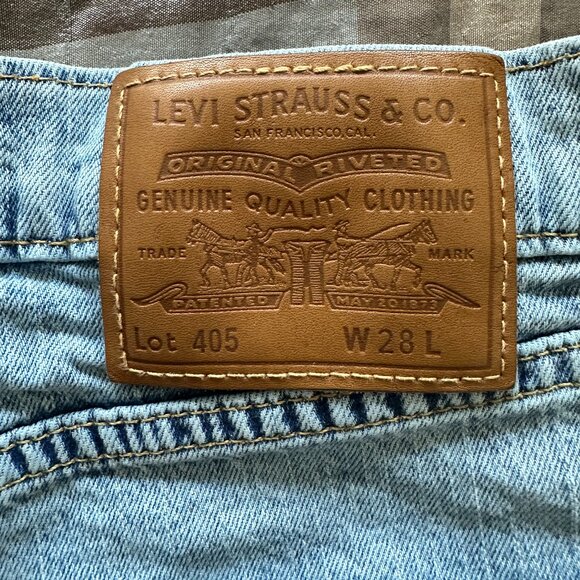 LEVI STRAUSS & CO.
SAN FRANCISCO, CAL.
ORIGINAL RIVETED
GENUINE QUALITY CLOTHING
TRADE MARK
PATENTED MAY 20 1873
Lot 405 W 28 L